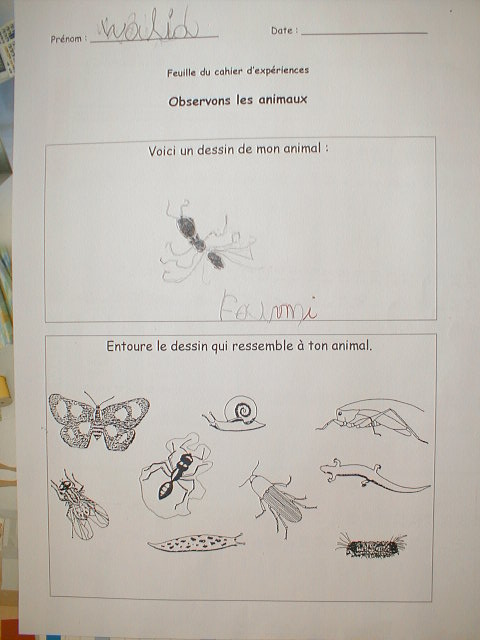 Prénom : walid
Date :
Feuille du cahier d'expériences
Observons les animaux
Voici un dessin de mon animal :
Fourmi
Entoure le dessin qui ressemble à ton animal.